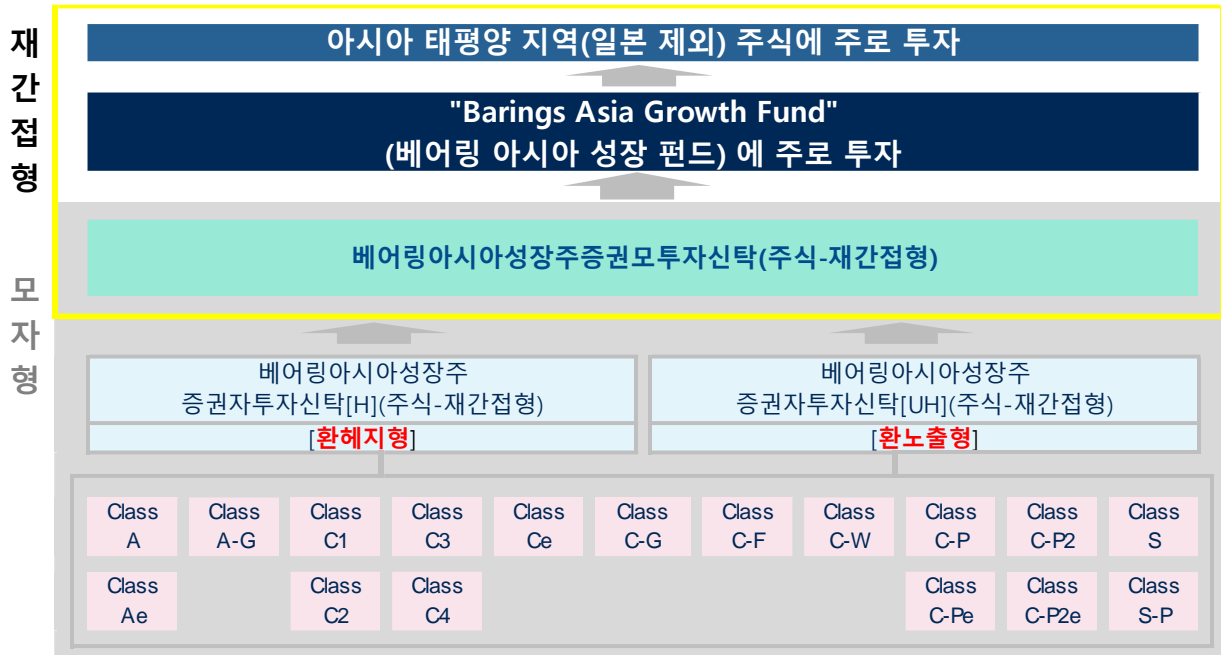 재
간
접
형
모
자
형
아시아 태평양 지역(일본 제외) 주식에 주로 투자
"Barings Asia Growth Fund"
(베어링 아시아 성장 펀드) 에 주로 투자
베어링아시아성장주증권모투자신탁(주식-재간접형)
베어링아시아성장주
증권자투자신탁[H](주식-재간접형)
[환헤지형]
베어링아시아성장주
증권자투자신탁[UH](주식-재간접형)
[환노출형]
Class
A
Class
A-G
Class
C1
Class
C3
Class
Ce
Class
C-G
Class
C-F
Class
C-W
Class
C-P
Class
C-P2
Class
S
Class
Ae
Class
C2
Class
C4
Class
C-Pe
Class
C-P2e
Class
S-P